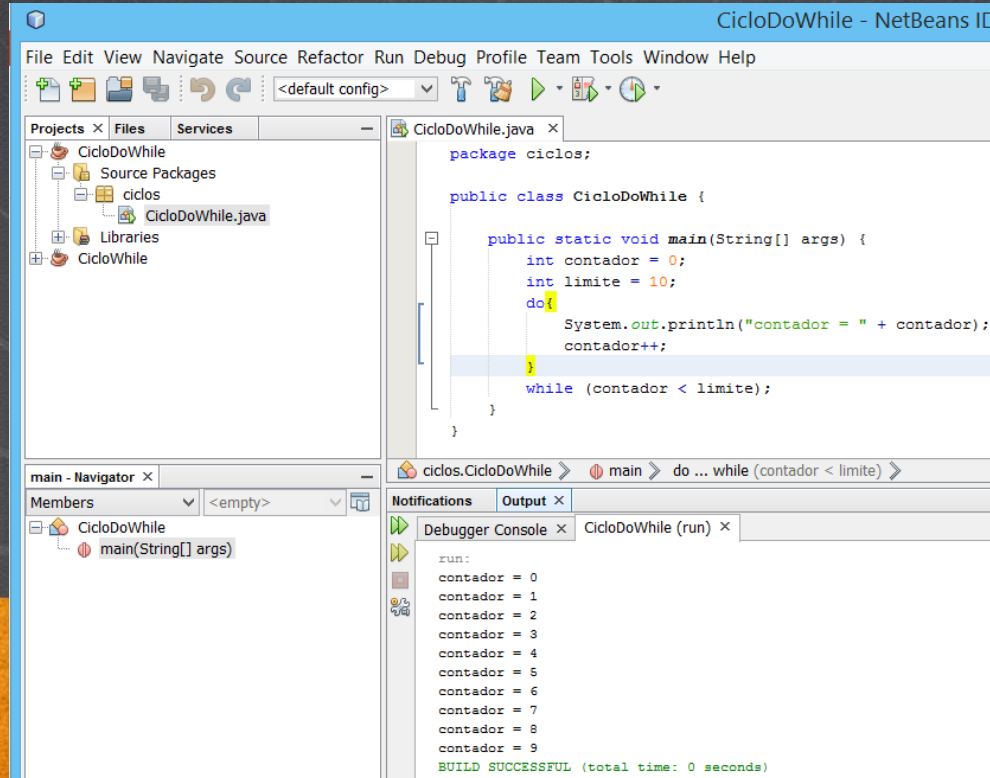 CicloDoWhile - NetBeans ID
File Edit View Navigate Source Refactor Run Debug Profile Team Tools Window Help
<default config>
Projects Files Services
CicloDoWhile
Source Packages
ciclos
CicloDoWhile.java
Libraries
CicloWhile
CicloDoWhile.java
package ciclos;
public class CicloDoWhile {
public static void main(String[] args) {
int contador = 0;
int limite = 10;
do{
System.out.println("contador = " + contador);
contador++;
}
while (contador < limite);
}
}
ciclos.CicloDoWhile main do ... while (contador < limite)
main - Navigator
Members <empty>
CicloDoWhile
main(String[] args)
Notifications Output
Debugger Console CicloDoWhile (run)
run:
contador = 0
contador = 1
contador = 2
contador = 3
contador = 4
contador = 5
contador = 6
contador = 7
contador = 8
contador = 9
BUILD SUCCESSFUL (total time: 0 seconds)